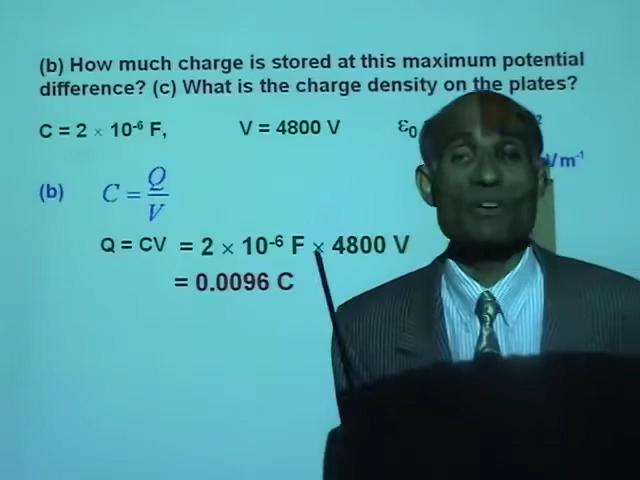 (b) How much charge is stored at this maximum potential
difference? (c) What is the charge density on the plates?
C = 2 × 10⁻⁶ F, V = 4800 V ε₀
(b) C = Q/V
Q = CV = 2 × 10⁻⁶ F × 4800 V
= 0.0096 C